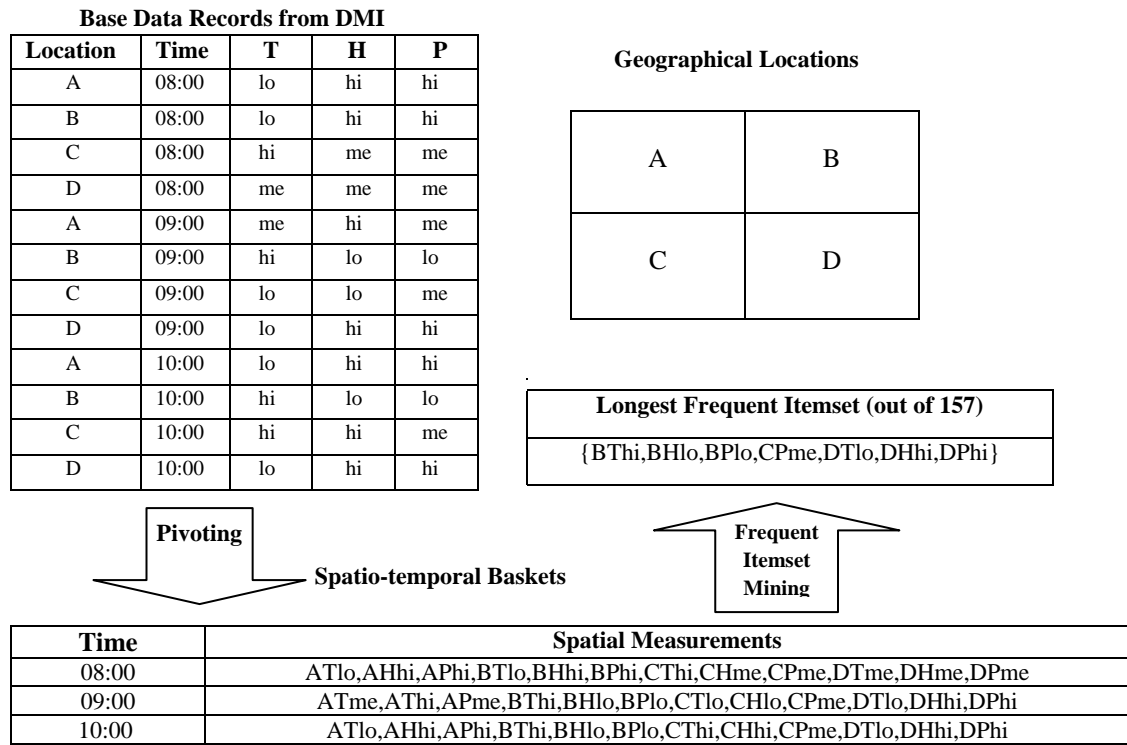 Base Data Records from DMI
Location Time T H P
A 08:00 lo hi hi
B 08:00 lo hi hi
C 08:00 hi me me
D 08:00 me me me
A 09:00 me hi me
B 09:00 hi lo lo
C 09:00 lo lo me
D 09:00 lo hi hi
A 10:00 lo hi hi
B 10:00 hi lo lo
C 10:00 hi hi me
D 10:00 lo hi hi
Geographical Locations
A B
C D
Longest Frequent Itemset (out of 157)
{BThi,BHlo,BPlo,CPme,DTlo,DHhi,DPhi}
Pivoting
Spatio-temporal Baskets
Frequent
Itemset
Mining
Time Spatial Measurements
08:00 ATlo,AHhi,APhi,BTlo,BHhi,BPhi,CThi,CHme,CPme,DTme,DHme,DPme
09:00 ATme,AThi,APme,BThi,BHlo,BPlo,CTlo,CHlo,CPme,DTlo,DHhi,DPhi
10:00 ATlo,AHhi,APhi,BThi,BHlo,BPlo,CThi,CHhi,CPme,DTlo,DHhi,DPhi